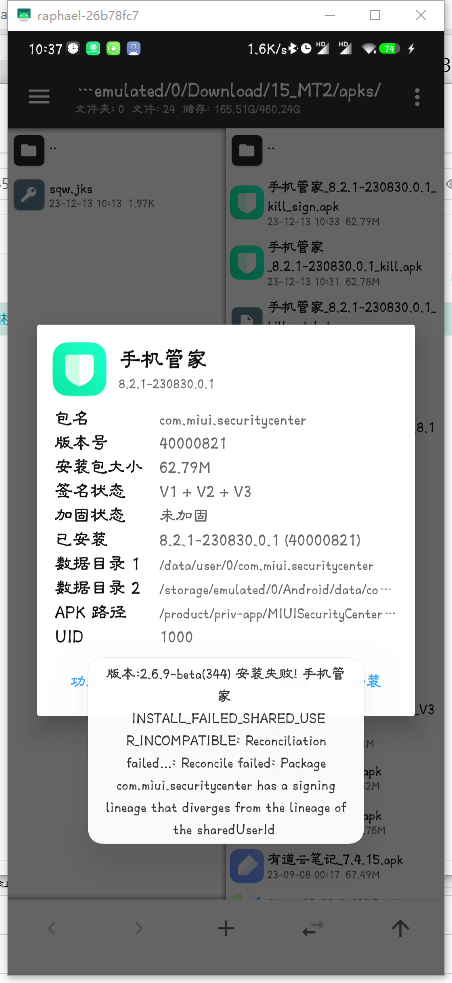 raphael-26b78fc7
10:37
1.6K/s
HD
HD
74
…emulated/0/Download/15_MT2/apks/
文件夹: 0 文件: 24 储存: 165.51G/460.24G
..
sqw.jks
23-12-13 10:13 1.97K
..
手机管家_8.2.1-230830.0.1_
kill_sign.apk
23-12-13 10:33 62.79M
手机管家
_8.2.1-230830.0.1_kill.apk
23-12-13 10:31 62.78M
手机管家_8.2.1-230830.0.1_
手机管家
8.2.1-230830.0.1
包名 com.miui.securitycenter
版本号 40000821
安装包大小 62.79M
签名状态 V1 + V2 + V3
加固状态 未加固
已安装 8.2.1-230830.0.1 (40000821)
数据目录 1 /data/user/0/com.miui.securitycenter
数据目录 2 /storage/emulated/0/Android/data/co…
APK 路径 /product/priv-app/MIUISecurityCenter…
UID 1000
版本:2.6.9-beta(344) 安装失败! 手机管
家
INSTALL_FAILED_SHARED_USE
R_INCOMPATIBLE: Reconciliation
failed...: Reconcile failed: Package
com.miui.securitycenter has a signing
lineage that diverges from the lineage of
the sharedUserId
有道云笔记_7.4.15.apk
23-09-08 00:17 67.49M